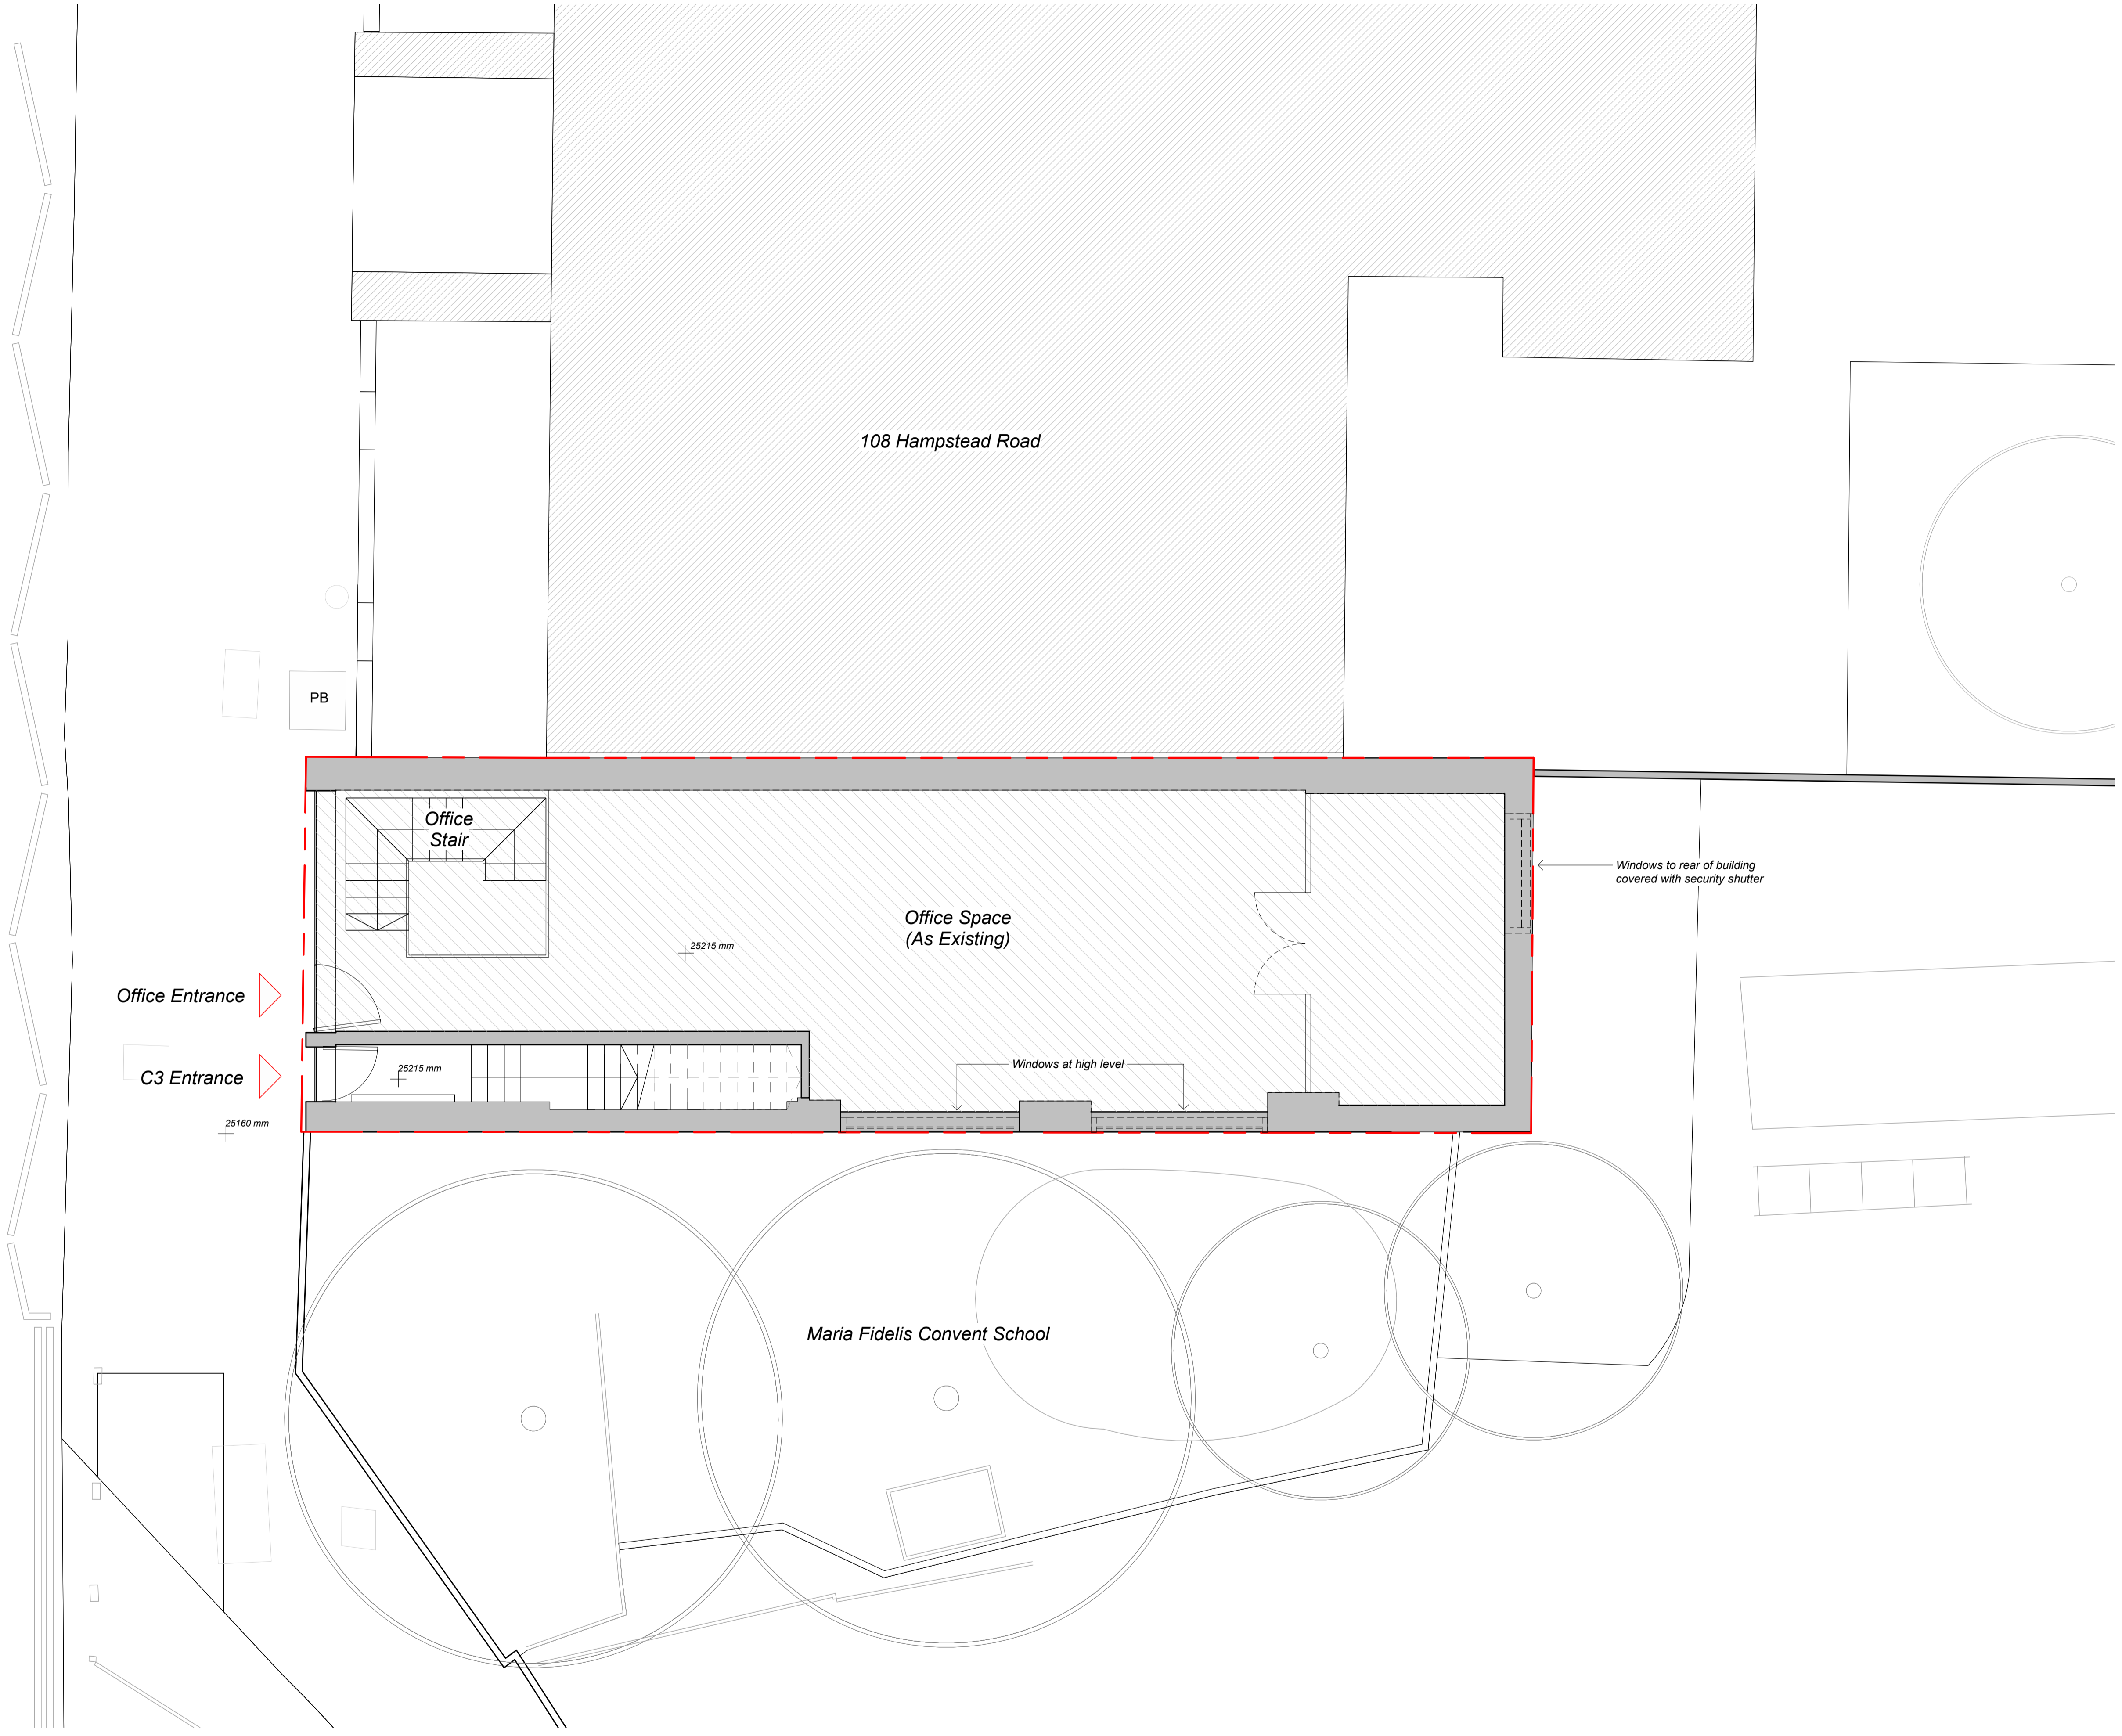 108 Hampstead Road
PB
Office
Stair
Windows to rear of building
covered with security shutter
Office Space
(As Existing)
25215 mm
Office Entrance
Windows at high level
25215 mm
C3 Entrance
25160 mm
Maria Fidelis Convent School